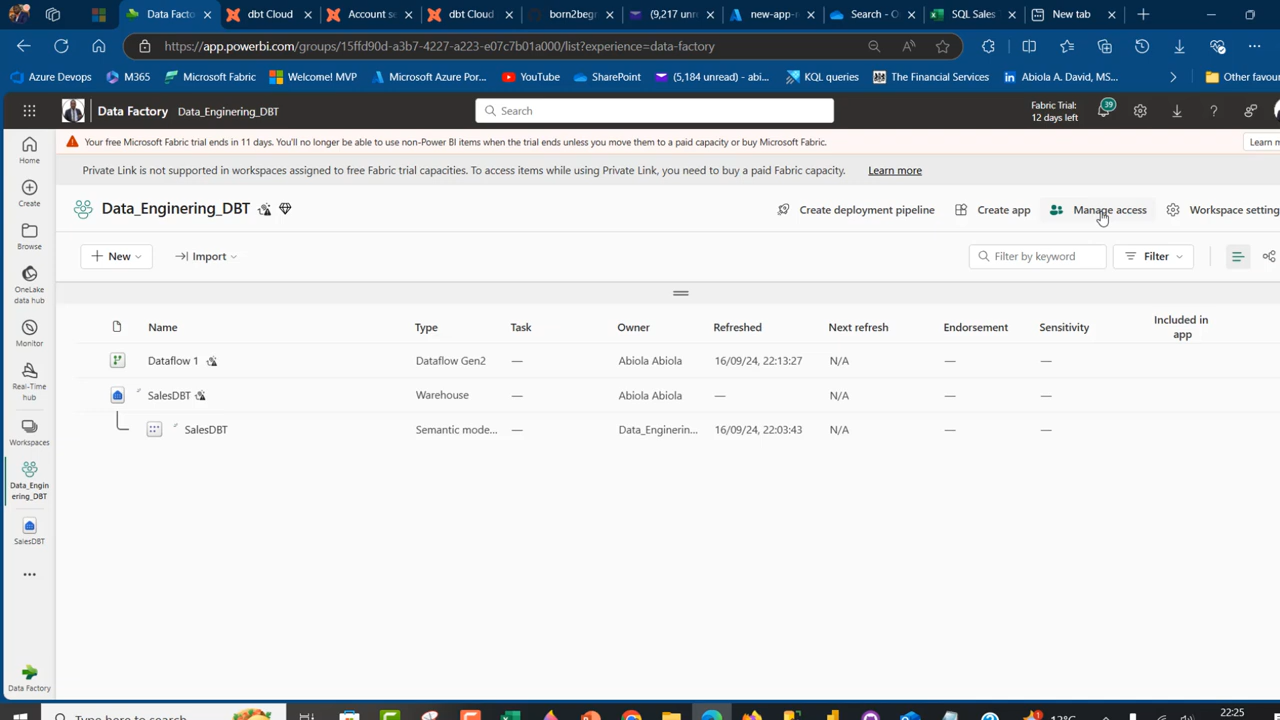 Data Facto
dbt Cloud
Account se
dbt Cloud
born2begr
(9,217 unr
new-app-r
Search - O
SQL Sales
New tab
https://app.powerbi.com/groups/15ffd90d-a3b7-4227-a223-e07c7b01a000/list?experience=data-factory
Azure Devops
M365
Microsoft Fabric
Welcome! MVP
Microsoft Azure Por...
YouTube
SharePoint
(5,184 unread) - abi...
KQL queries
The Financial Services
Abiola A. David, MS...
Other favou
Data Factory
Data_Enginering_DBT
Search
Fabric Trial:
12 days left
39
Your free Microsoft Fabric trial ends in 11 days. You'll no longer be able to use non-Power BI items when the trial ends unless you move them to a paid capacity or buy Microsoft Fabric.
Learn m
Private Link is not supported in workspaces assigned to free Fabric trial capacities. To access items while using Private Link, you need to buy a paid Fabric capacity.
Learn more
Home
Create
Browse
OneLake
data hub
Monitor
Real-Time
hub
Workspaces
Data_Engin
ering_DBT
SalesDBT
Data Factory
Data_Enginering_DBT
Create deployment pipeline
Create app
Manage access
Workspace setting
New
Import
Filter by keyword
Filter
Name
Type
Task
Owner
Refreshed
Next refresh
Endorsement
Sensitivity
Included in
app
Dataflow 1
Dataflow Gen2
—
Abiola Abiola
16/09/24, 22:13:27
N/A
—
—
SalesDBT
Warehouse
—
Abiola Abiola
—
N/A
—
—
SalesDBT
Semantic mode...
—
Data_Enginerin...
16/09/24, 22:03:43
N/A
—
—
Type here to search
22:25